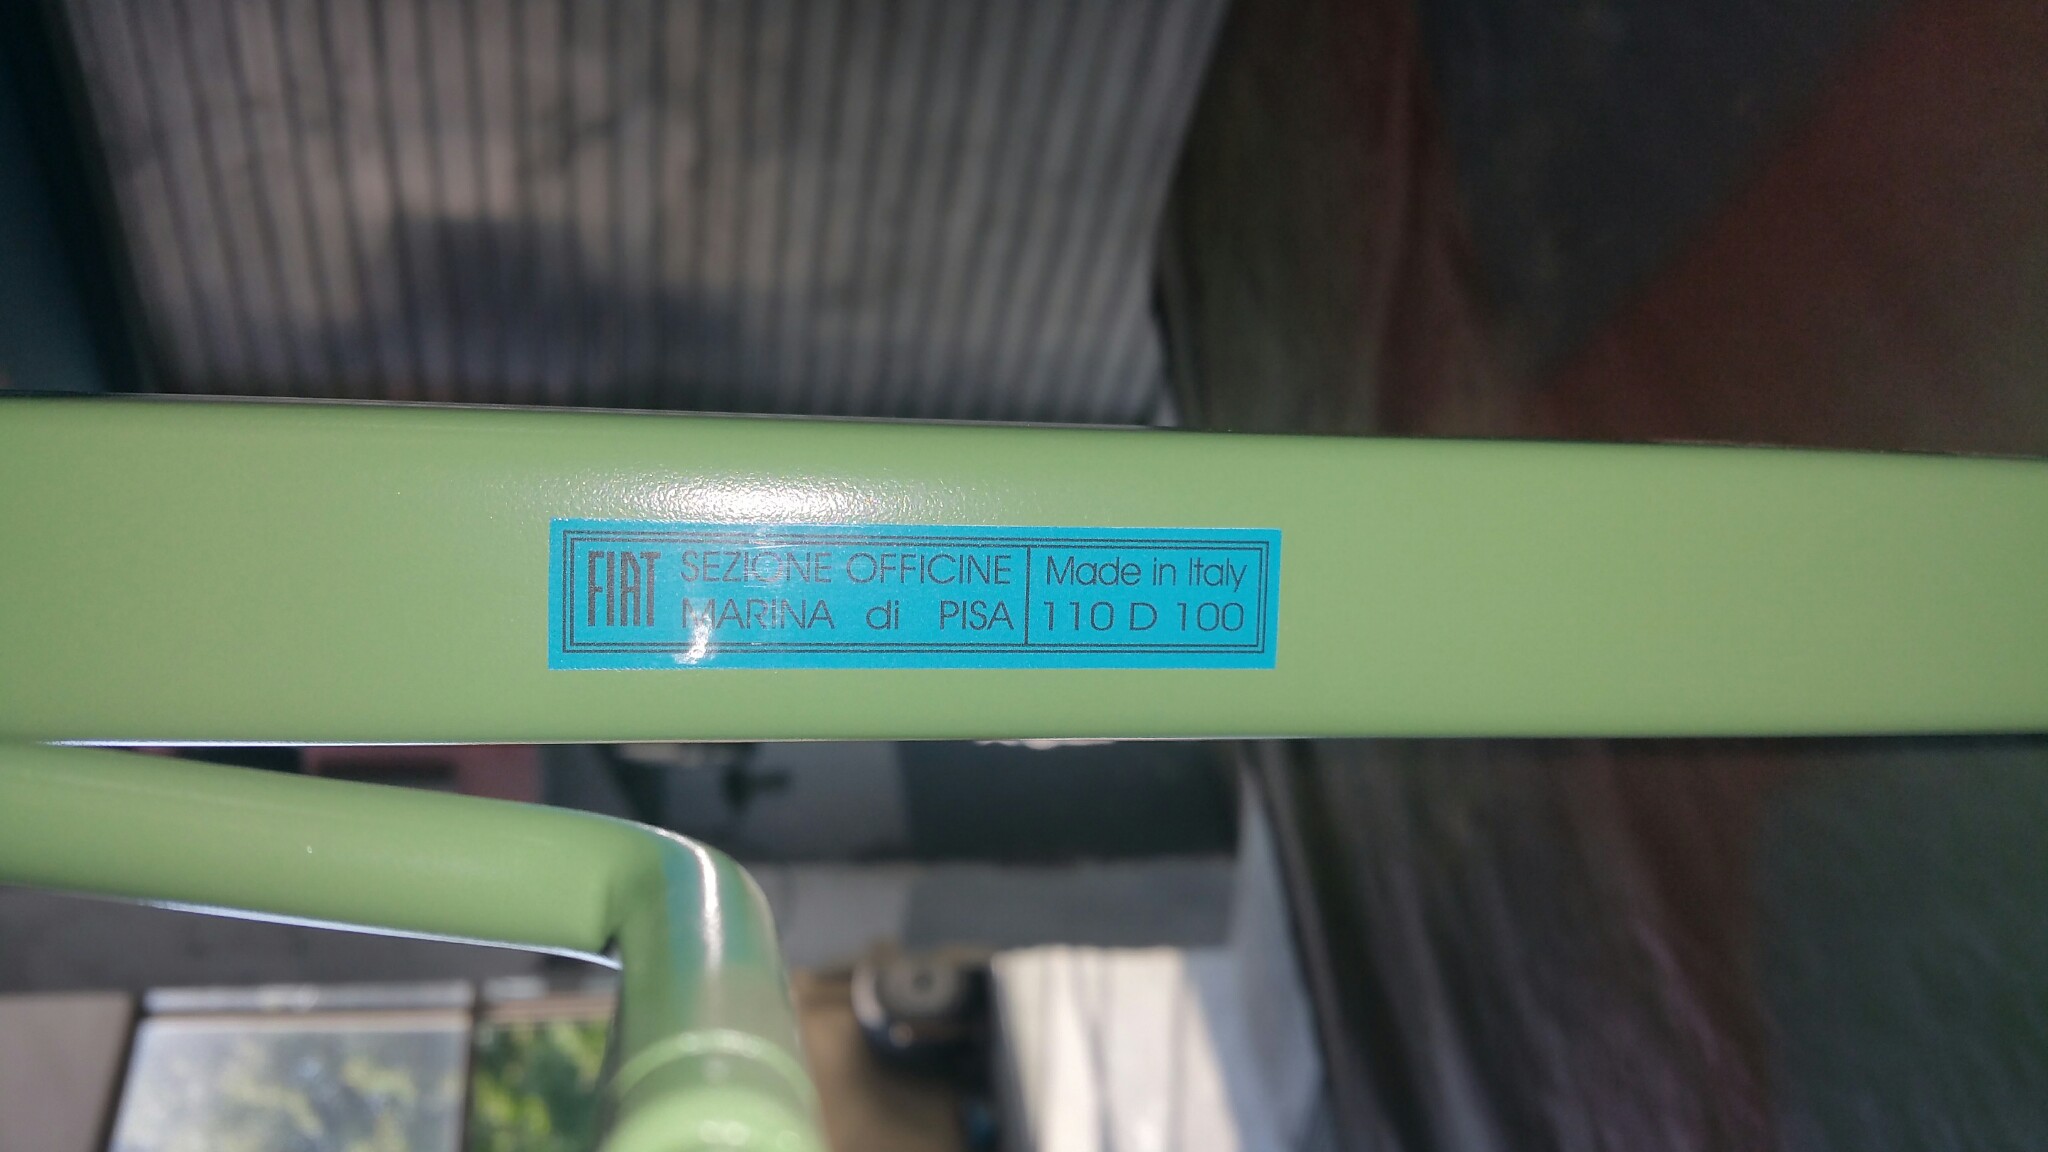 FIAT
SEZIONE OFFICINE
MARINA di PISA
Made in Italy
110 D 100